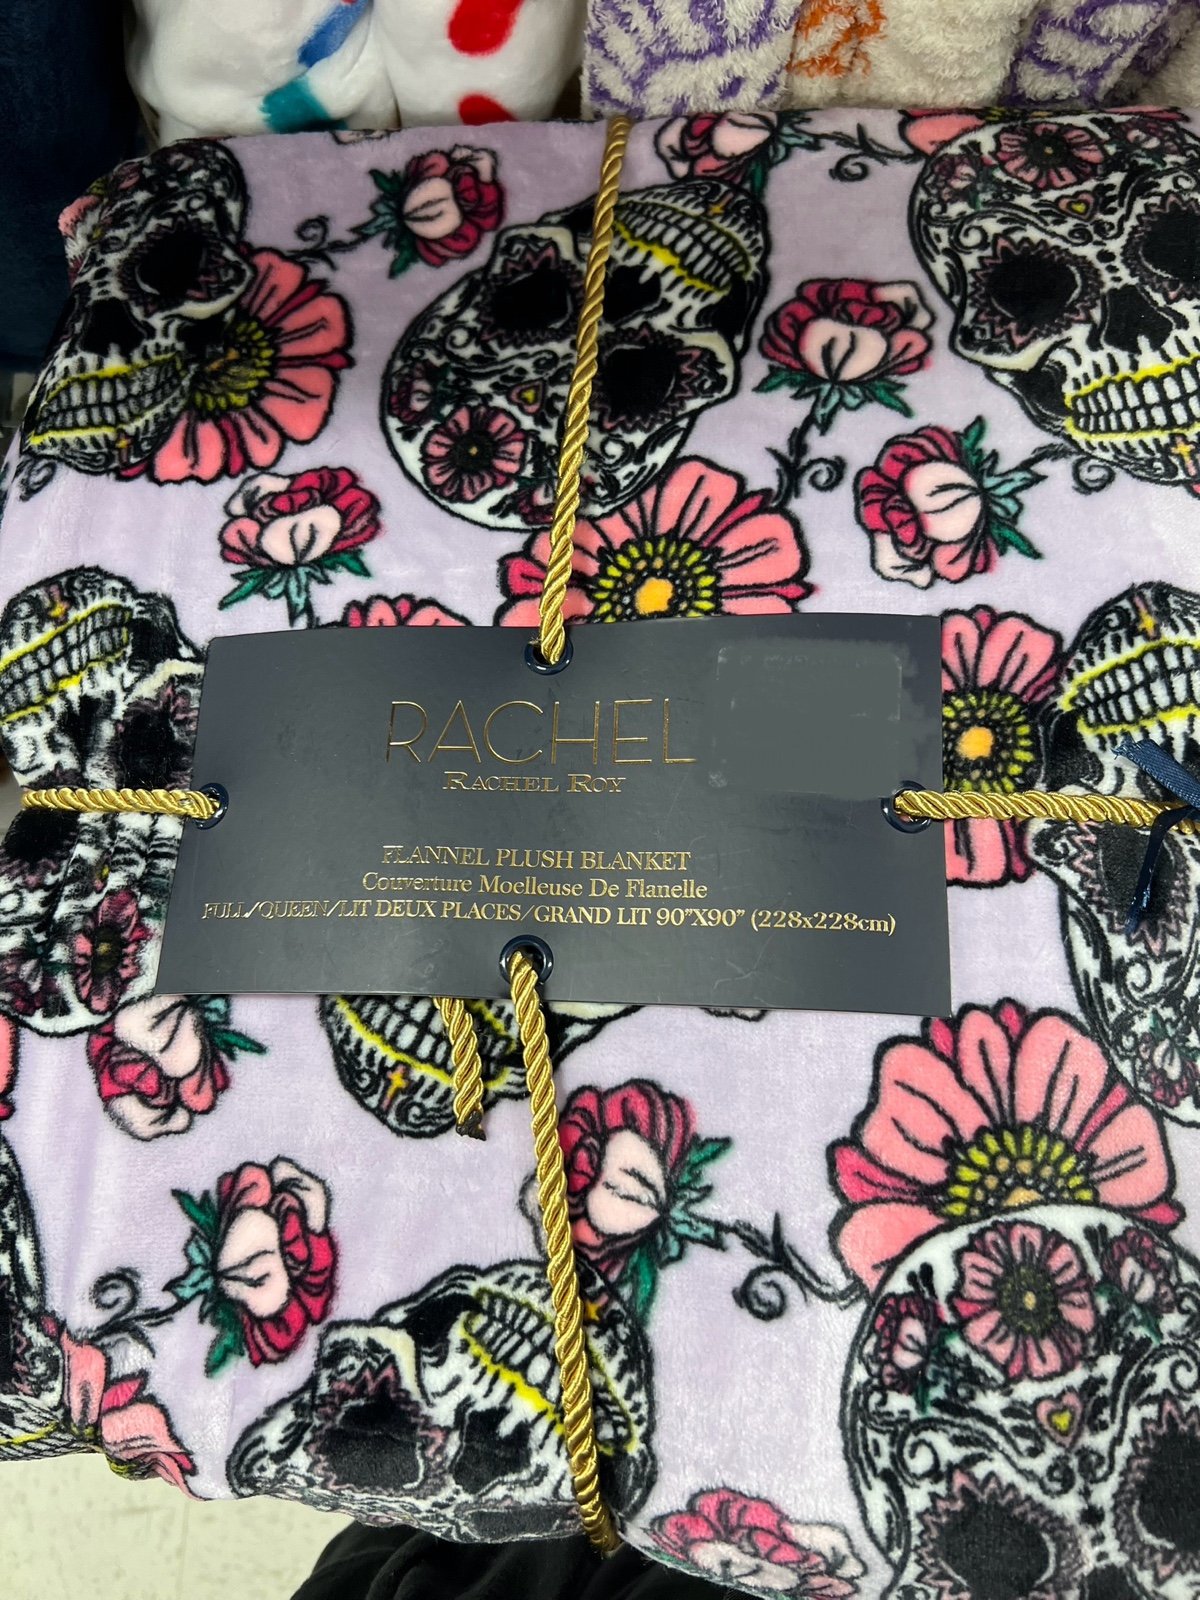 RACHEL
RACHEL ROY
FLANNEL PLUSH BLANKET
Couverture Moelleuse De Flanelle
FULL/QUEEN/LIT DEUX PLACES/GRAND LIT 90"X90" (228x228cm)